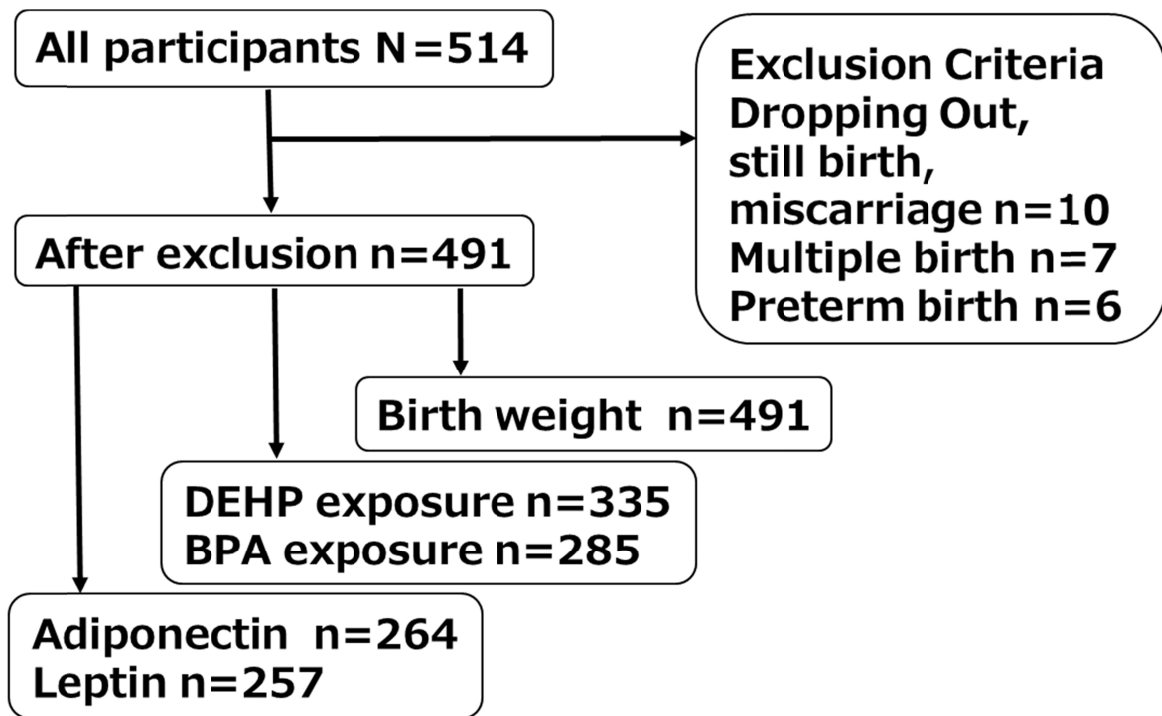 All participants N=514
Exclusion Criteria
Dropping Out,
still birth,
miscarriage n=10
Multiple birth n=7
Preterm birth n=6
After exclusion n=491
Birth weight  n=491
DEHP exposure n=335
BPA exposure n=285
Adiponectin  n=264
Leptin n=257